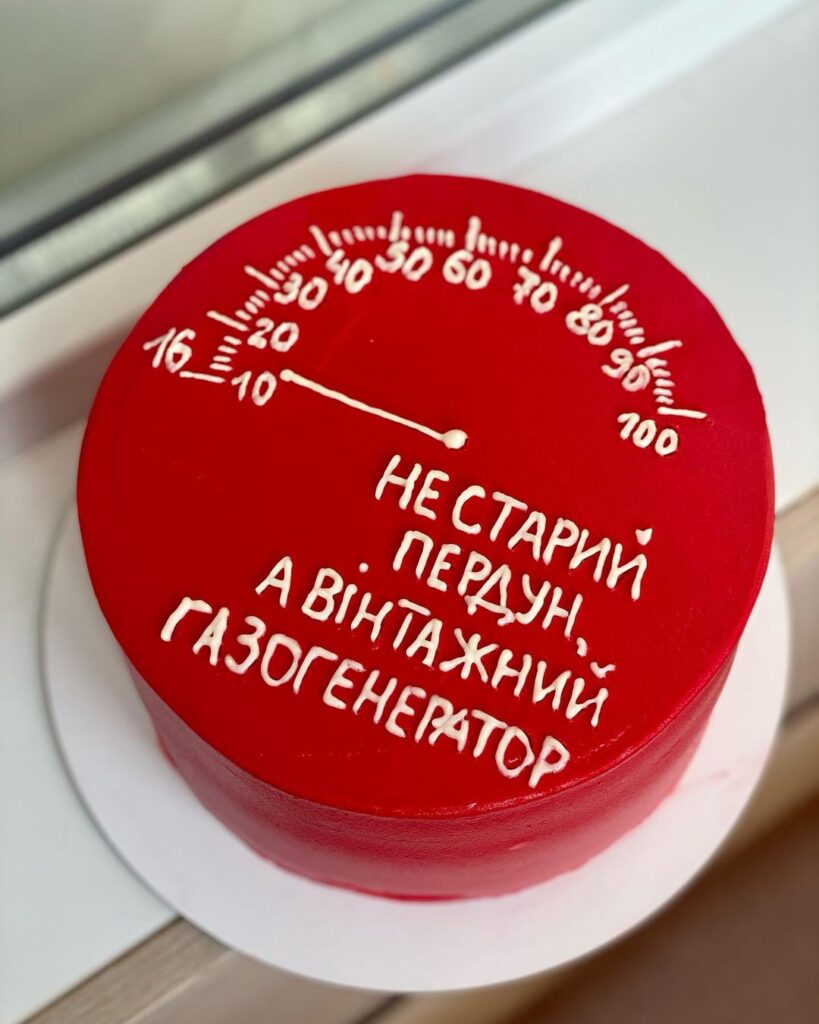 10 20 30 40 50 60 70 80 90 100
16
НЕ СТАРИЙ
ПЕРДУН,
А ВІНТАЖНИЙ
ГАЗОГЕНЕРАТОР